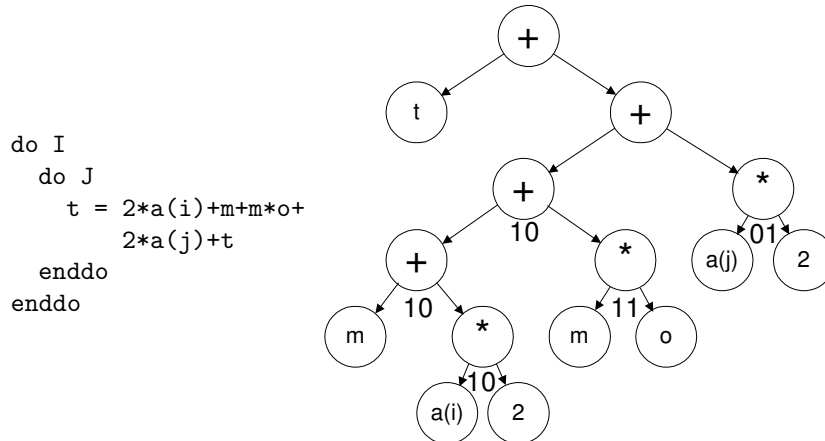 do I
do J
t = 2*a(i)+m+m*o+
2*a(j)+t
enddo
enddo
+
t
+
+
10
*
01
+
10
*
11
a(j)
2
m
*
10
m
o
a(i)
2